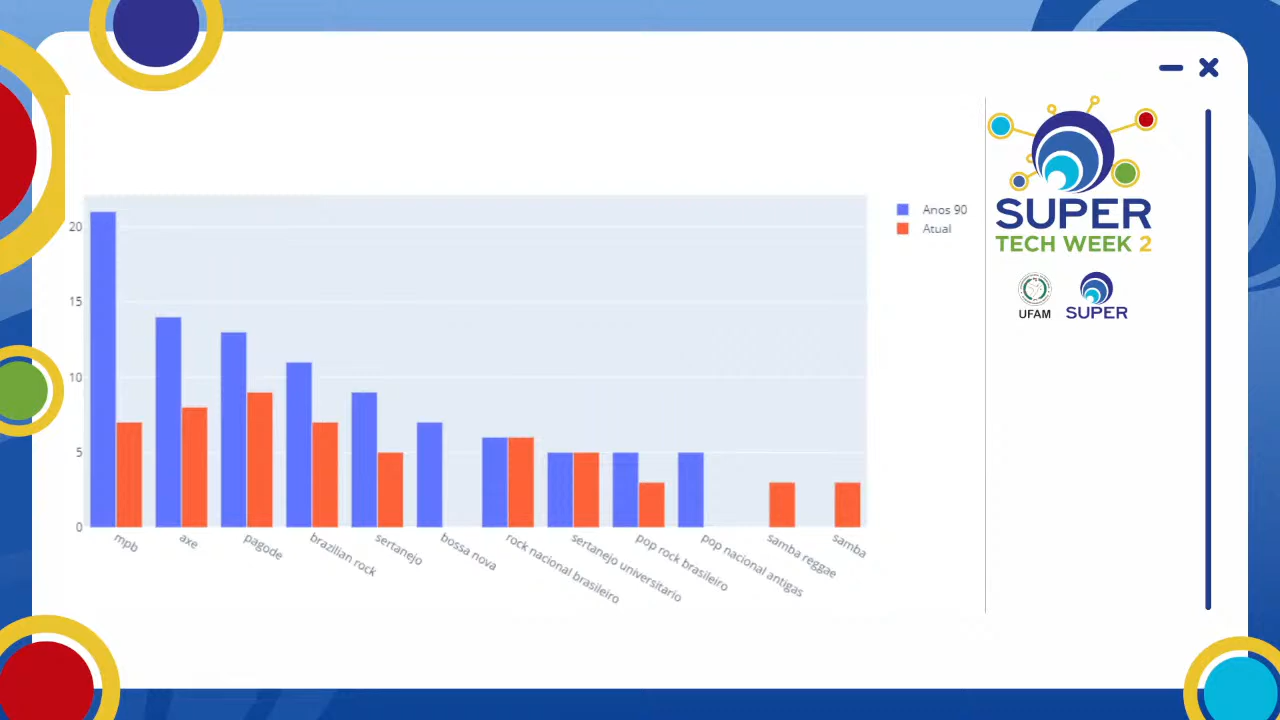 20
15
10
5
0
mpb
axe
pagode
brazilian rock
sertanejo
bossa nova
rock nacional brasileiro
sertanejo universitario
pop rock brasileiro
pop nacional antigas
samba reggae
samba
Anos 90
Atual
SUPER
TECH WEEK 2
UFAM
SUPER